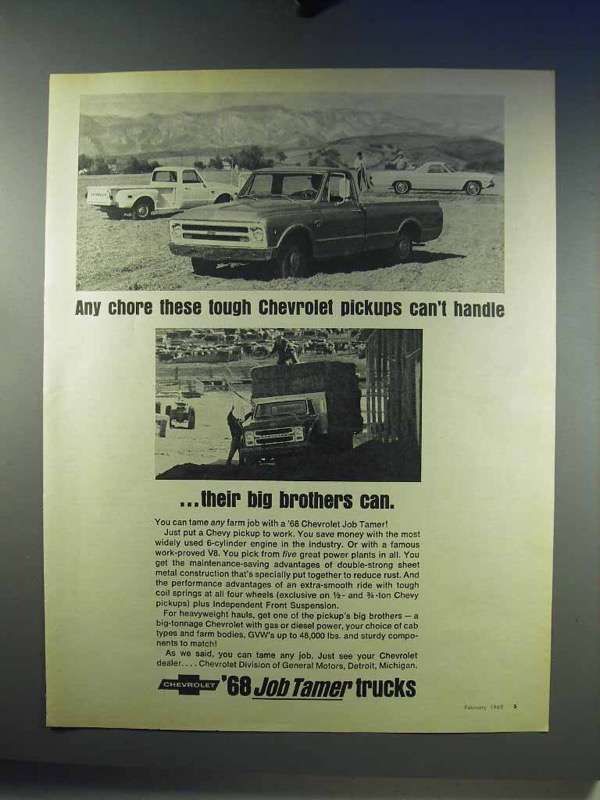 CHEVROLET
Any chore these tough Chevrolet pickups can't handle
...their big brothers can.
You can tame any farm job with a '68 Chevrolet Job Tamer!
Just put a Chevy pickup to work. You save money with the most
widely used 6-cylinder engine in the industry. Or with a famous
work-proved V8. You pick from five great power plants in all. You
get the maintenance-saving advantages of double-strong sheet
metal construction that's specially put together to reduce rust. And
the performance advantages of an extra-smooth ride with tough
coil springs at all four wheels (exclusive on ½- and ¾-ton Chevy
pickups) plus Independent Front Suspension.
For heavyweight hauls, get one of the pickup's big brothers — a
big-tonnage Chevrolet with gas or diesel power, your choice of cab
types and farm bodies, GVW's up to 48,000 lbs. and sturdy compo-
nents to match!
As we said, you can tame any job. Just see your Chevrolet
dealer.... Chevrolet Division of General Motors, Detroit, Michigan.
CHEVROLET '68 Job Tamer trucks
February 1968 5